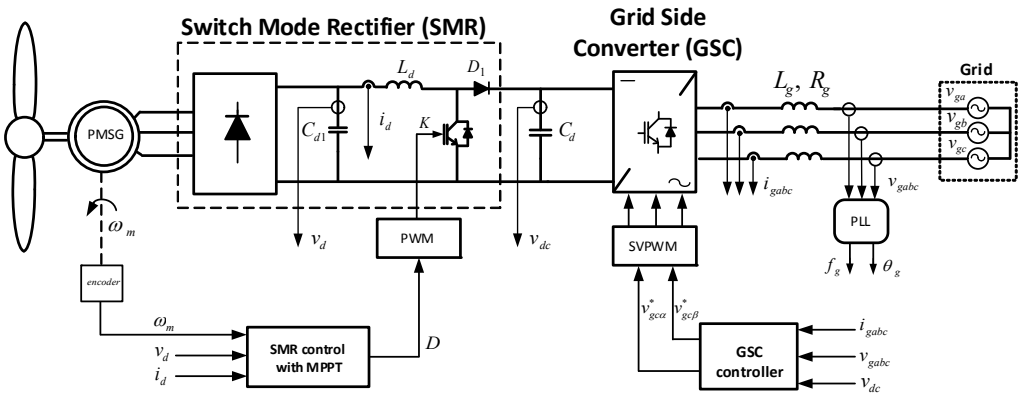 Switch Mode Rectifier (SMR)
Grid Side
Converter (GSC)
L_d
D_1
L_g, R_g
Grid
v_ga
v_gb
v_gc
PMSG
C_d1
i_d
K
C_d
i_gabc
v_gabc
ω_m
v_d
PWM
v_dc
SVPWM
PLL
f_g
θ_g
encoder
v*_gcα
v*_gcβ
ω_m
v_d
i_d
SMR control
with MPPT
D
GSC
controller
i_gabc
v_gabc
v_dc